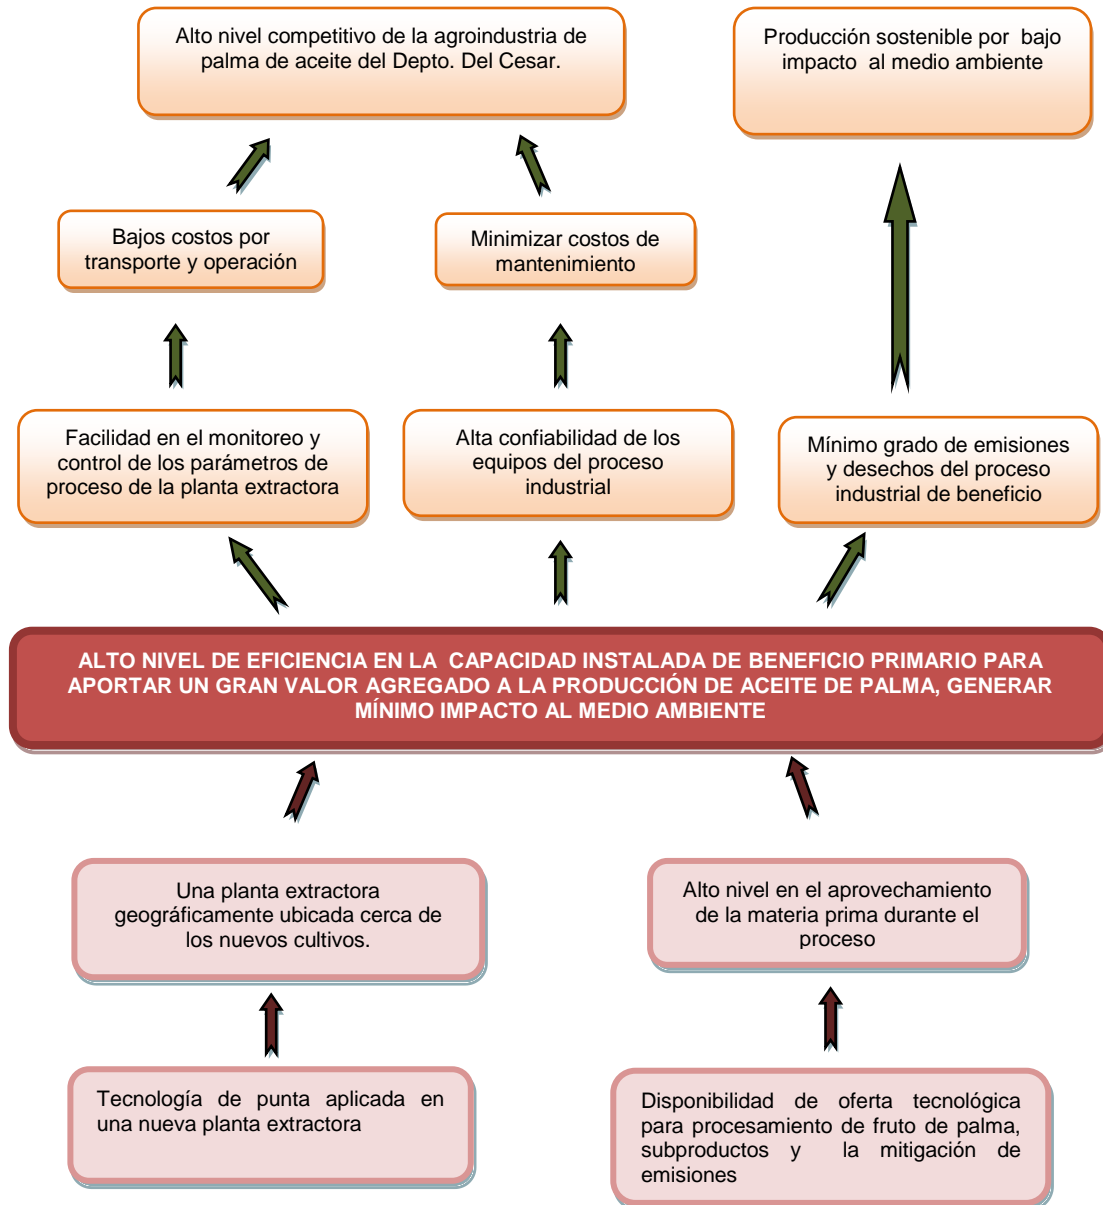 Alto nivel competitivo de la agroindustria de
palma de aceite del Depto. Del Cesar.
Producción sostenible por bajo
impacto al medio ambiente
Bajos costos por
transporte y operación
Minimizar costos de
mantenimiento
Facilidad en el monitoreo y
control de los parámetros de
proceso de la planta extractora
Alta confiabilidad de los
equipos del proceso
industrial
Mínimo grado de emisiones
y desechos del proceso
industrial de beneficio
ALTO NIVEL DE EFICIENCIA EN LA CAPACIDAD INSTALADA DE BENEFICIO PRIMARIO PARA
APORTAR UN GRAN VALOR AGREGADO A LA PRODUCCIÓN DE ACEITE DE PALMA, GENERAR
MÍNIMO IMPACTO AL MEDIO AMBIENTE
Una planta extractora
geográficamente ubicada cerca de
los nuevos cultivos.
Alto nivel en el aprovechamiento
de la materia prima durante el
proceso
Tecnología de punta aplicada en
una nueva planta extractora
Disponibilidad de oferta tecnológica
para procesamiento de fruto de palma,
subproductos y la mitigación de
emisiones